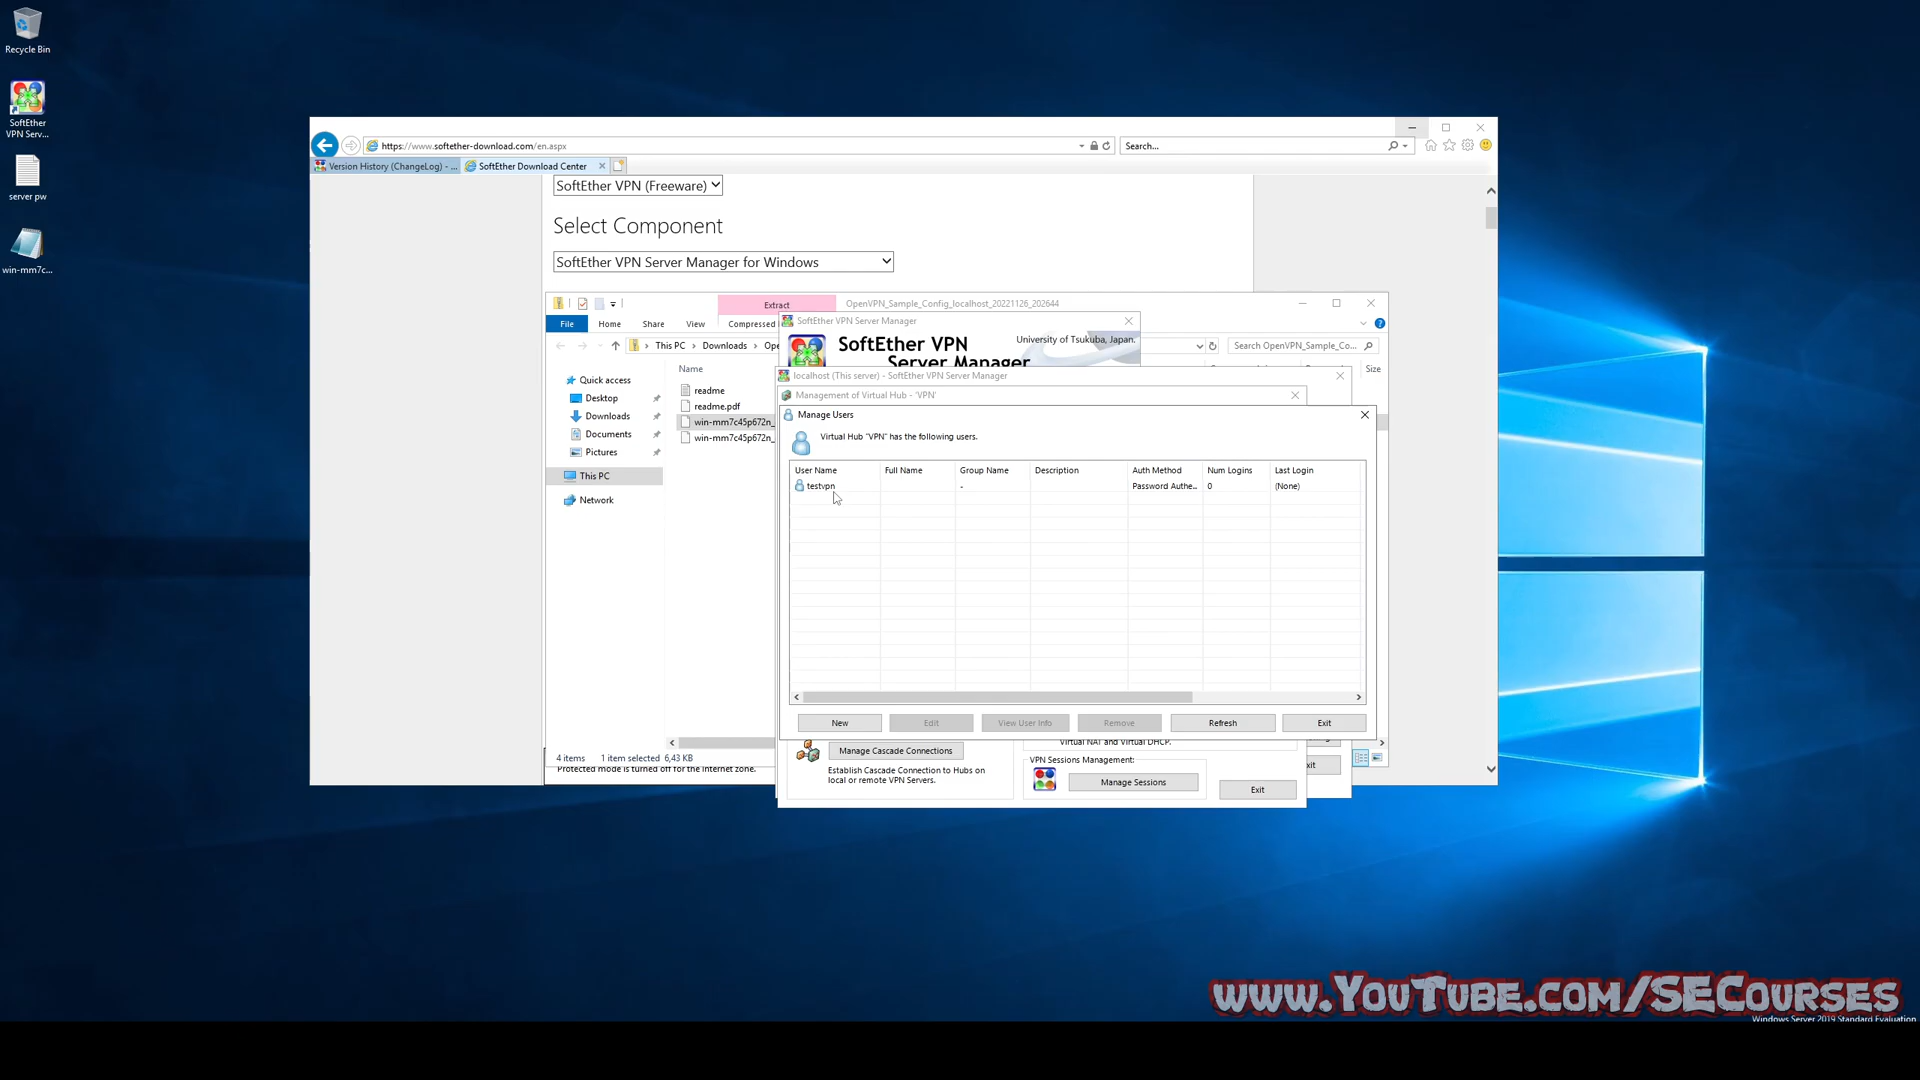 Recycle Bin
SoftEther
VPN Serv...
server pw
win-mm7c...
https://www.softether-download.com/en.aspx
Search...
Version History (ChangeLog) - ...
SoftEther Download Center
SoftEther VPN (Freeware)
Select Component
SoftEther VPN Server Manager for Windows
Extract
OpenVPN_Sample_Config_localhost_20221126_202644
File
Home
Share
View
Compressed
This PC
Downloads
Ope
Search OpenVPN_Sample_Co...
Quick access
Desktop
Downloads
Documents
Pictures
This PC
Network
Name
Size
readme
readme.pdf
win-mm7c45p672n_
win-mm7c45p672n_
4 items
1 item selected 6,43 KB
Protected mode is turned off for the Internet zone.
SoftEther VPN Server Manager
SoftEther VPN
Server Manager
University of Tsukuba, Japan.
localhost (This server) - SoftEther VPN Server Manager
Management of Virtual Hub - 'VPN'
Manage Users
Virtual Hub "VPN" has the following users.
User Name Full Name Group Name Description Auth Method Num Logins Last Login
testvpn - Password Authe... 0 (None)
New
Edit
View User Info
Remove
Refresh
Exit
Manage Cascade Connections
Establish Cascade Connection to Hubs on
local or remote VPN Servers.
Virtual NAT and Virtual DHCP.
VPN Sessions Management:
Manage Sessions
Exit
xit
www.YouTube.com/SECourses
Windows Server 2019 Standard Evaluation